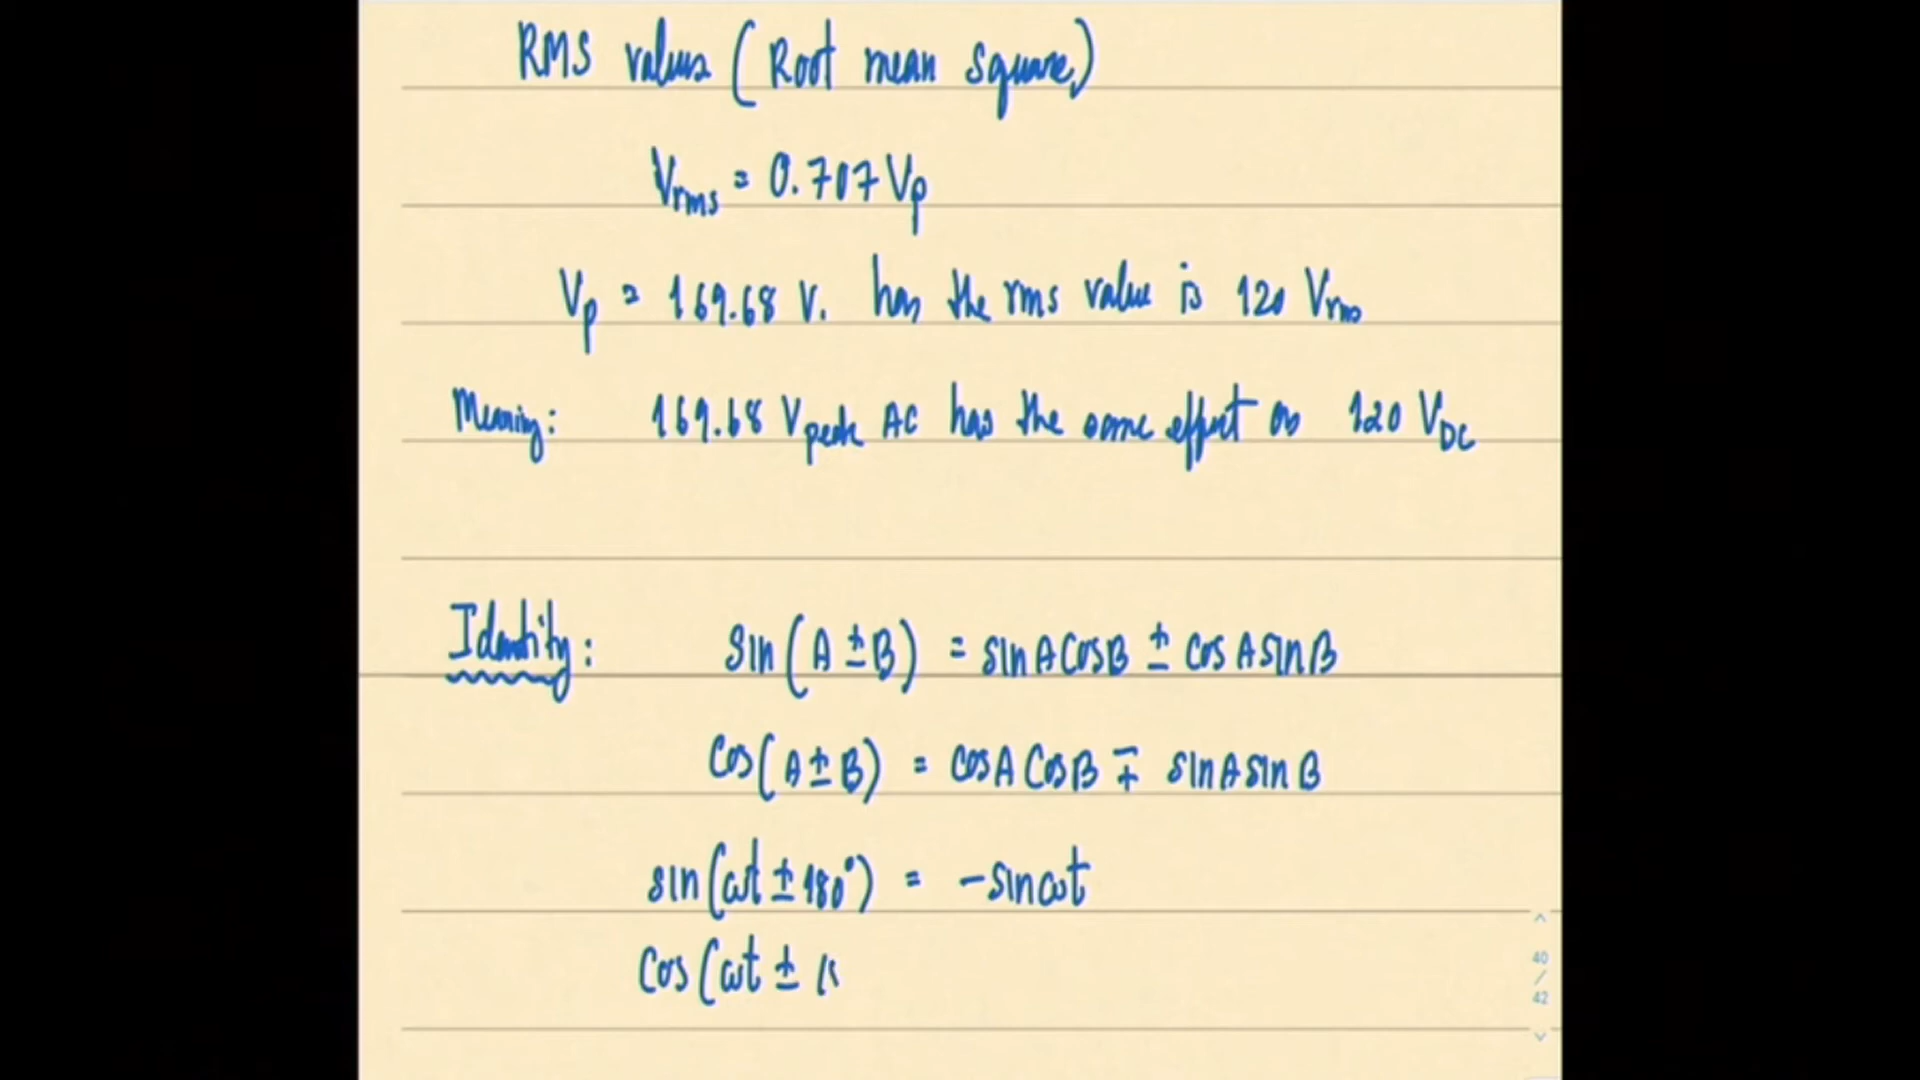 RMS values (Root mean square)
Vrms = 0.707 Vp
Vp = 169.68 V. has the rms value is 120 Vrms
Meaning: 169.68 Vpeak AC has the same effect as 120 VDC
Identity: sin(A ± B) = sinAcosB ± cosAsinB
cos(A ± B) = cosAcosB ∓ sinAsinB
sin(ωt ± 180°) = -sinωt
cos(ωt ±
40
/
42